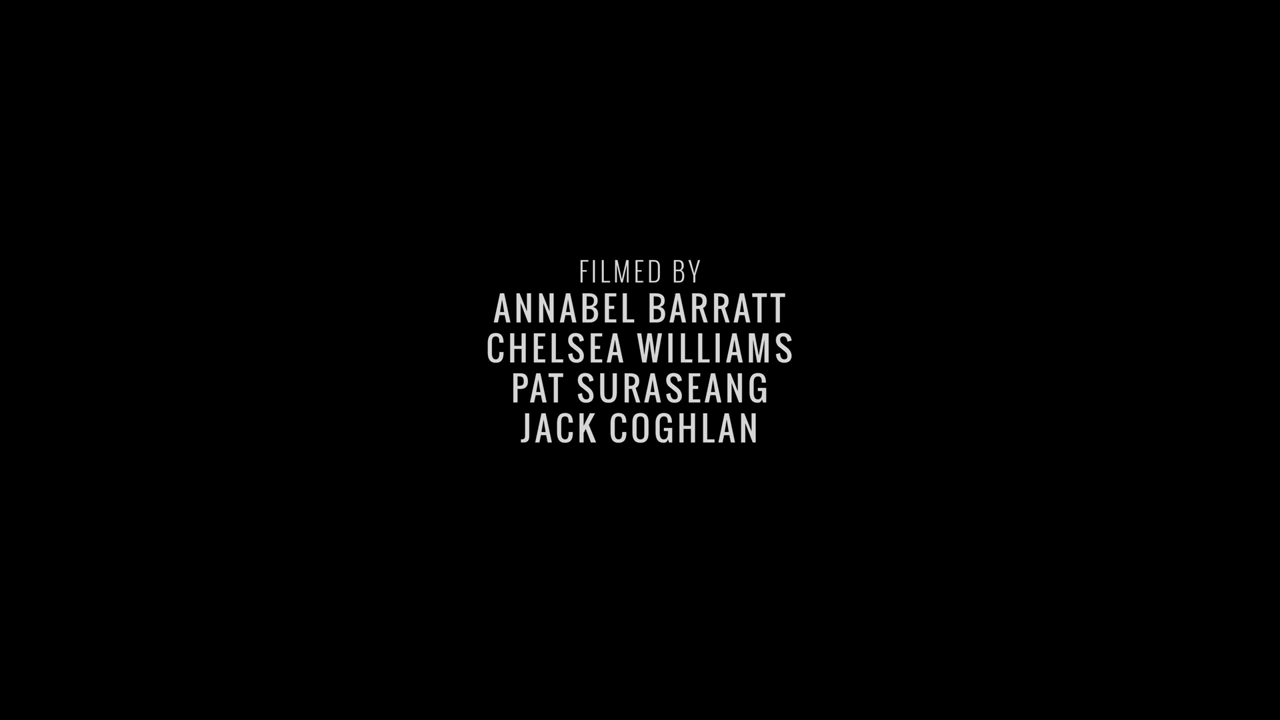 FILMED BY
ANNABEL BARRATT
CHELSEA WILLIAMS
PAT SURASEANG
JACK COGHLAN